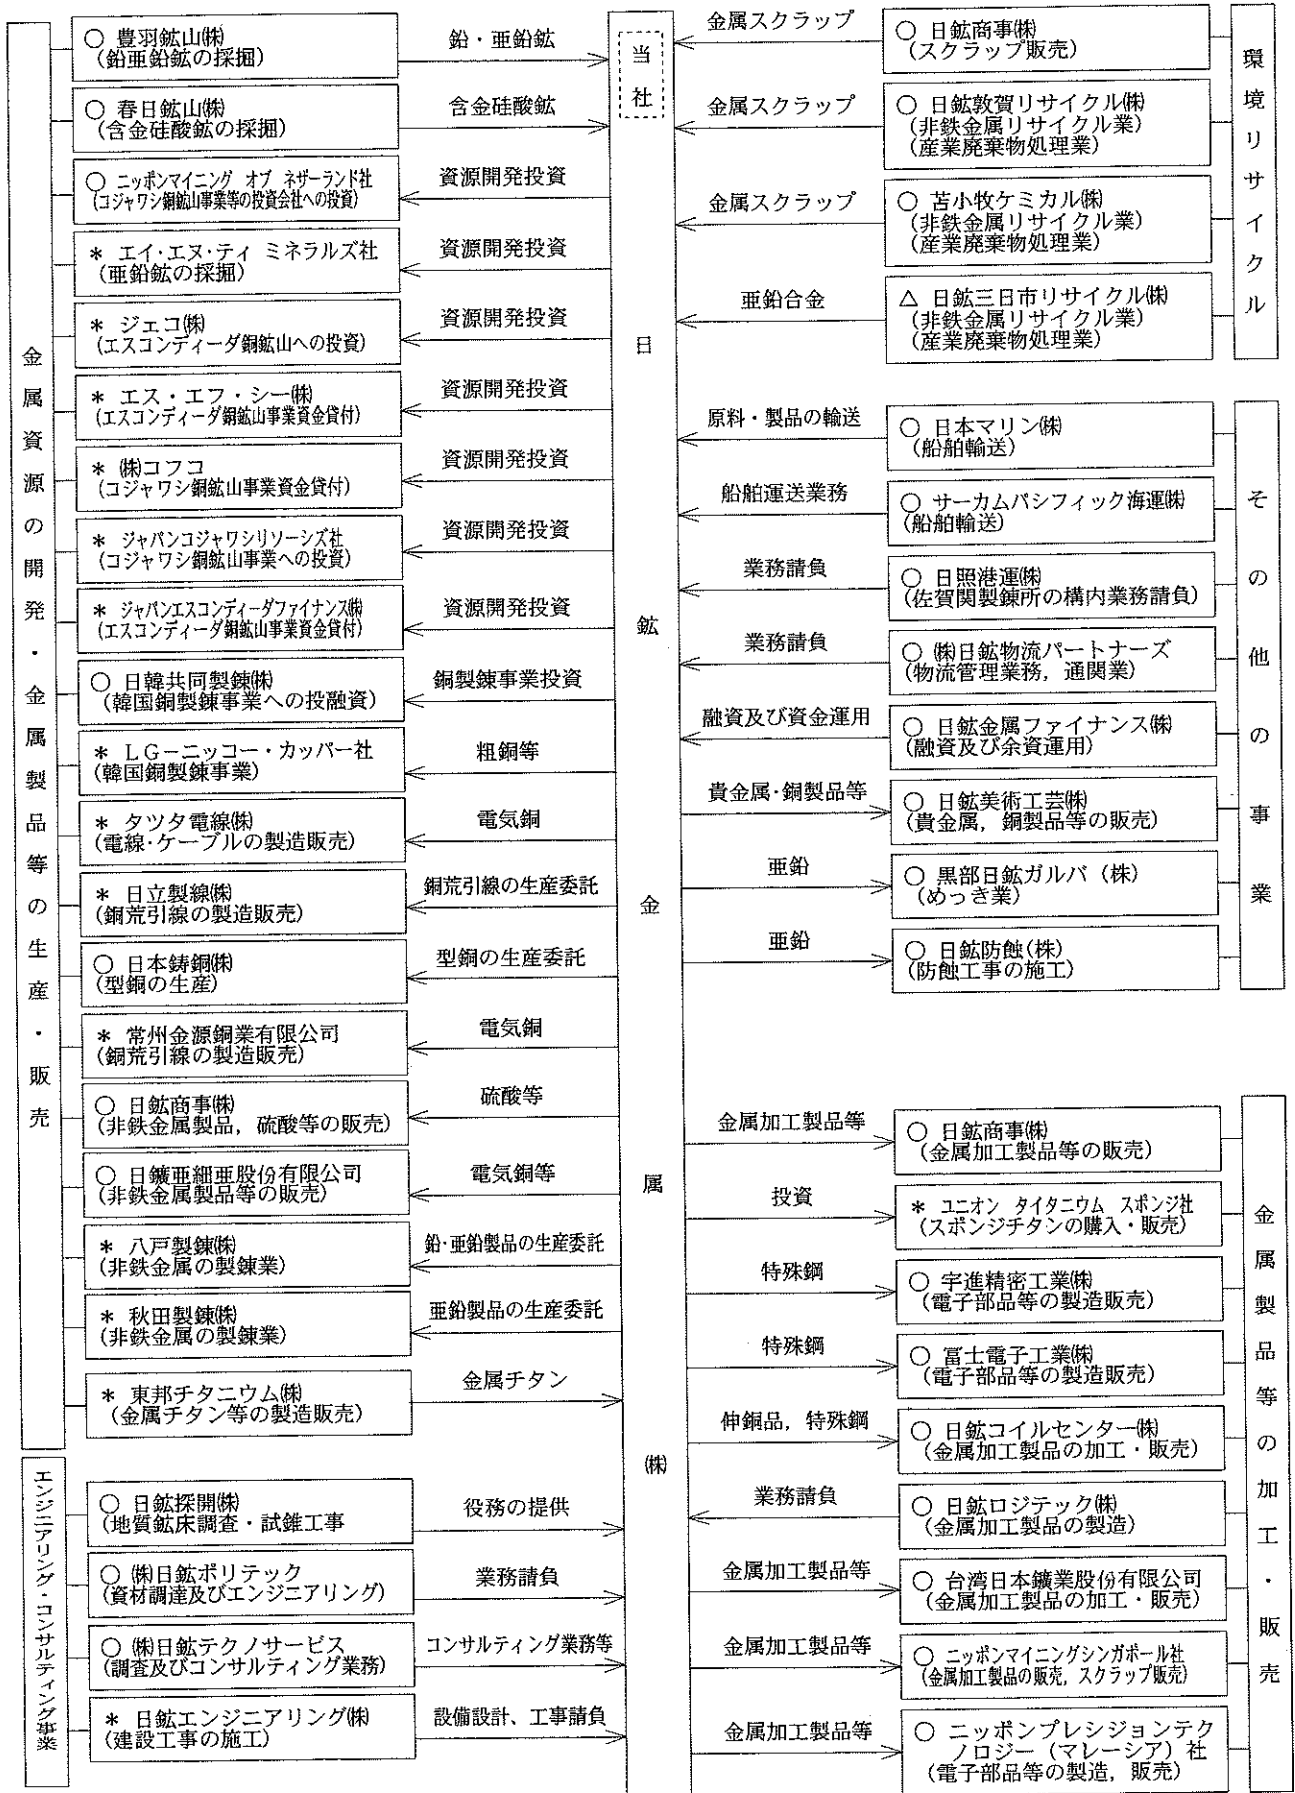 金属資源の開発・金属製品等の生産・販売
○ 豊羽鉱山㈱
(鉛亜鉛鉱の採掘)
鉛・亜鉛鉱
○ 春日鉱山㈱
(含金硅酸鉱の採掘)
含金硅酸鉱
○ ニッポンマイニング オブ ネザーランド社
(コジャワシ銅鉱山事業等の投資会社への投資)
資源開発投資
* エイ・エヌ・ティ ミネラルズ社
(亜鉛鉱の採掘)
資源開発投資
* ジェコ㈱
(エスコンディーダ銅鉱山への投資)
資源開発投資
* エス・エフ・シー㈱
(エスコンディーダ銅鉱山事業資金貸付)
資源開発投資
* ㈱コフコ
(コジャワシ銅鉱山事業資金貸付)
資源開発投資
* ジャパンコジャワシリソーシズ社
(コジャワシ銅鉱山事業への投資)
資源開発投資
* ジャパンエスコンディーダファイナンス㈱
(エスコンディーダ銅鉱山事業資金貸付)
資源開発投資
○ 日韓共同製錬㈱
(韓国銅製錬事業への投融資)
銅製錬事業投資
* LG－ニッコー・カッパー社
(韓国銅製錬事業)
粗銅等
* タツタ電線㈱
(電線・ケーブルの製造販売)
電気銅
* 日立製線㈱
(銅荒引線の製造販売)
銅荒引線の生産委託
○ 日本鋳銅㈱
(型銅の生産)
型銅の生産委託
* 常州金源銅業有限公司
(銅荒引線の製造販売)
電気銅
○ 日鉱商事㈱
(非鉄金属製品，硫酸等の販売)
硫酸等
○ 日鑛亜細亜股份有限公司
(非鉄金属製品等の販売)
電気銅等
* 八戸製錬㈱
(非鉄金属の製錬業)
鉛・亜鉛製品の生産委託
* 秋田製錬㈱
(非鉄金属の製錬業)
亜鉛製品の生産委託
* 東邦チタニウム㈱
(金属チタン等の製造販売)
金属チタン
エンジニアリング・コンサルティング事業
○ 日鉱探開㈱
(地質鉱床調査・試錐工事
役務の提供
○ ㈱日鉱ポリテック
(資材調達及びエンジニアリング)
業務請負
○ ㈱日鉱テクノサービス
(調査及びコンサルティング業務)
コンサルティング業務等
* 日鉱エンジニアリング㈱
(建設工事の施工)
設備設計、工事請負
当社
日鉱金属㈱
環境リサイクル
金属スクラップ
○ 日鉱商事㈱
(スクラップ販売)
金属スクラップ
○ 日鉱敦賀リサイクル㈱
(非鉄金属リサイクル業)
(産業廃棄物処理業)
金属スクラップ
○ 苫小牧ケミカル㈱
(非鉄金属リサイクル業)
(産業廃棄物処理業)
亜鉛合金
△ 日鉱三日市リサイクル㈱
(非鉄金属リサイクル業)
(産業廃棄物処理業)
その他の事業
原料・製品の輸送
○ 日本マリン㈱
(船舶輸送)
船舶運送業務
○ サーカムパシフィック海運㈱
(船舶輸送)
業務請負
○ 日照港運㈱
(佐賀関製錬所の構内業務請負)
業務請負
○ ㈱日鉱物流パートナーズ
(物流管理業務，通関業)
融資及び資金運用
○ 日鉱金属ファイナンス㈱
(融資及び余資運用)
貴金属・銅製品等
○ 日鉱美術工芸㈱
(貴金属，銅製品等の販売)
亜鉛
○ 黒部日鉱ガルバ（株）
(めっき業)
亜鉛
○ 日鉱防蝕(株)
(防蝕工事の施工)
金属製品等の加工・販売
金属加工製品等
○ 日鉱商事㈱
(金属加工製品等の販売)
投資
* ユニオン タイタニウム スポンジ社
(スポンジチタンの購入・販売)
特殊鋼
○ 宇進精密工業㈱
(電子部品等の製造販売)
特殊鋼
○ 冨士電子工業㈱
(電子部品等の製造販売)
伸銅品，特殊鋼
○ 日鉱コイルセンター㈱
(金属加工製品の加工・販売)
業務請負
○ 日鉱ロジテック㈱
(金属加工製品の製造)
金属加工製品等
○ 台湾日本鑛業股份有限公司
(金属加工製品の加工・販売)
金属加工製品等
○ ニッポンマイニングシンガポール社
(金属加工製品の販売，スクラップ販売)
金属加工製品等
○ ニッポンプレシジョンテク
ノロジー（マレーシア）社
(電子部品等の製造，販売)